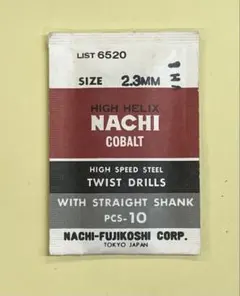 LIST 6520
SIZE 2.3MM
HIGH HELIX
NACHI
COBALT
HIGH SPEED STEEL
TWIST DRILLS
WITH STRAIGHT SHANK
PCS-10
NACHI-FUJIKOSHI CORP.
TOKYO JAPAN